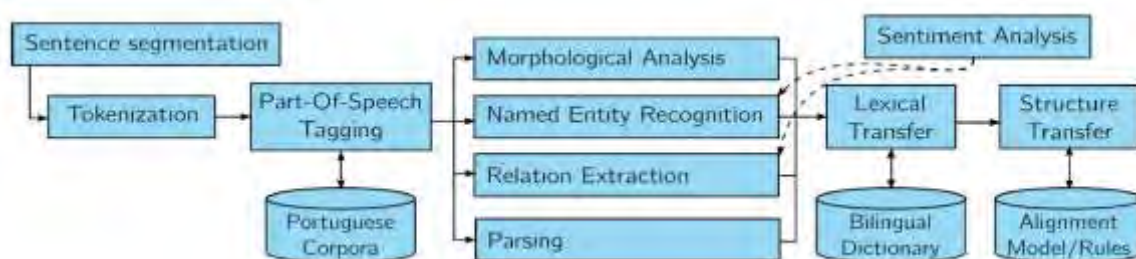 Sentence segmentation
Tokenization
Part-Of-Speech
Tagging
Portuguese
Corpora
Morphological Analysis
Named Entity Recognition
Relation Extraction
Parsing
Sentiment Analysis
Lexical
Transfer
Bilingual
Dictionary
Structure
Transfer
Alignment
Model/Rules